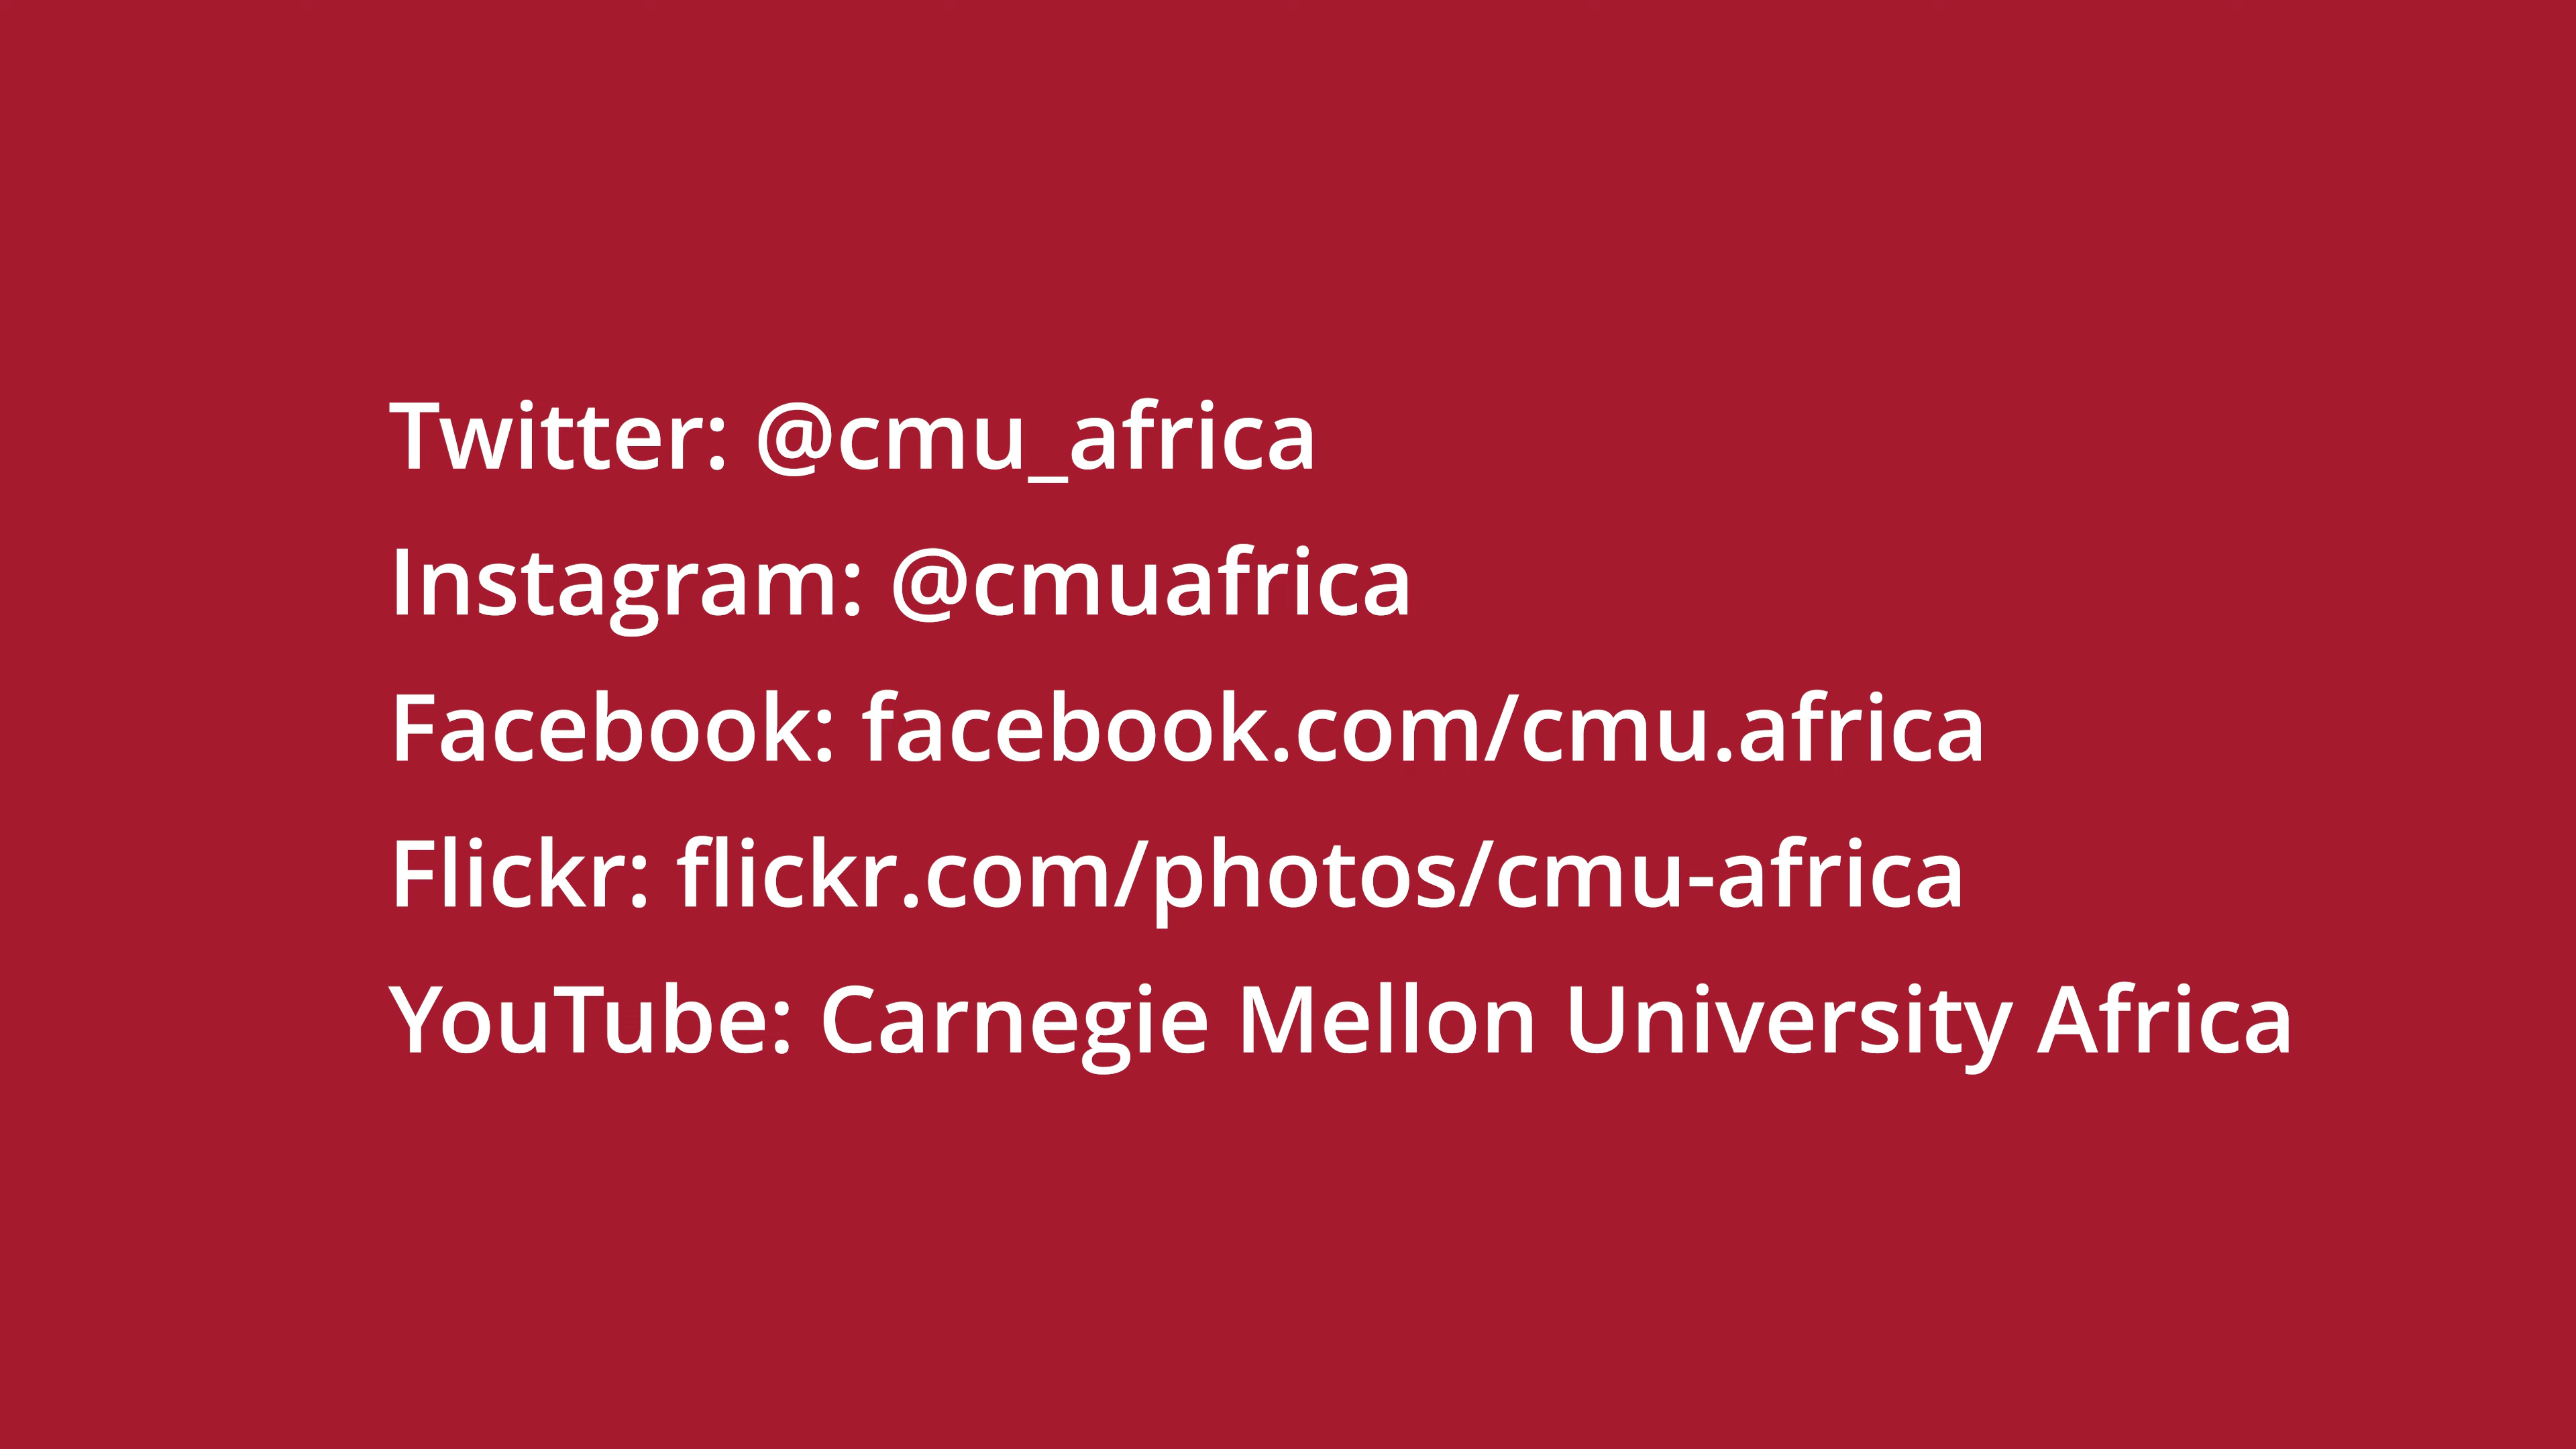 Twitter: @cmu_africa
Instagram: @cmuafrica
Facebook: facebook.com/cmu.africa
Flickr: flickr.com/photos/cmu-africa
YouTube: Carnegie Mellon University Africa